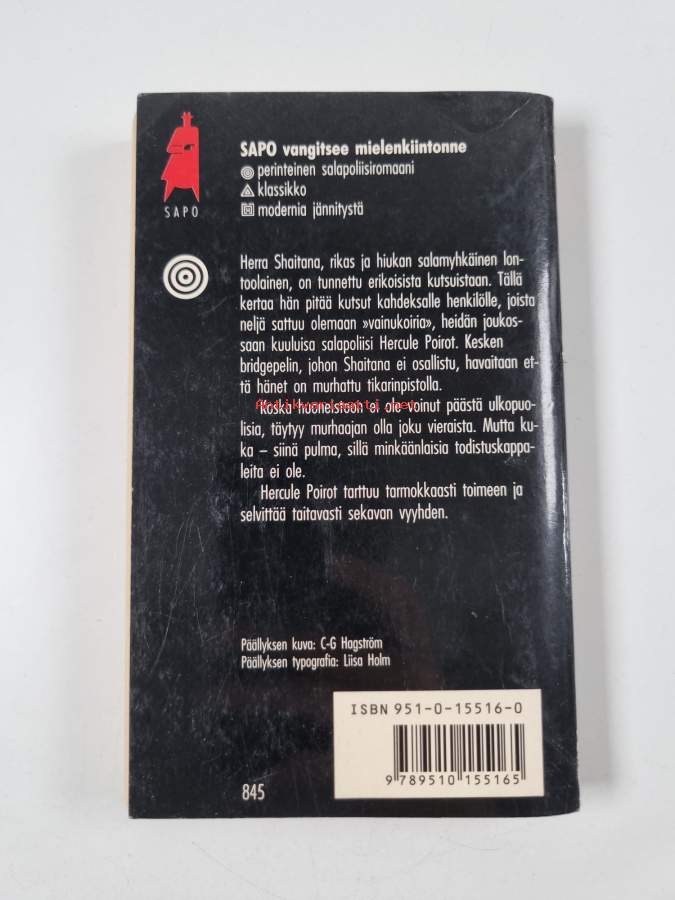 SAPO
SAPO vangitsee mielenkiintonne
perinteinen salapoliisiromaani
klassikko
modernia jännitystä
Herra Shaitana, rikas ja hiukan salamyhkäinen lon-
toolainen, on tunnettu erikoisista kutsuistaan. Tällä
kertaa hän pitää kutsut kahdeksalle henkilölle, joista
neljä sattuu olemaan »vainukoiria», heidän joukos-
saan kuuluisa salapoliisi Hercule Poirot. Kesken
bridgepelin, johon Shaitana ei osallistu, havaitaan et-
tä hänet on murhattu tikarinpistolla.
Koska huoneistoon ei ole voinut päästä ulkopuo-
lisia, täytyy murhaajan olla joku vieraista. Mutta ku-
ka – siinä pulma, sillä minkäänlaisia todistuskappa-
leita ei ole.
Hercule Poirot tarttuu tarmokkaasti toimeen ja
selvittää taitavasti sekavan vyyhden.
antikvariaatti.net
Päällyksen kuva: C-G Hagström
Päällyksen typografia: Liisa Holm
ISBN 951-0-15516-0
9 789510 155165
845